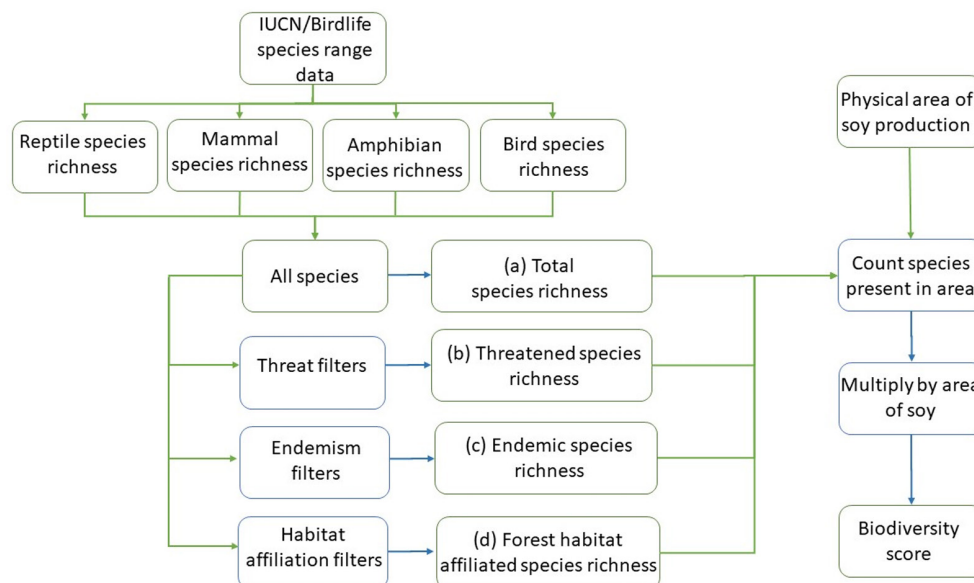 IUCN/Birdlife
species range
data
Reptile species
richness
Mammal
species richness
Amphibian
species richness
Bird species
richness
Physical area of
soy production
All species
(a) Total
species richness
Count species
present in area
Threat filters
(b) Threatened species
richness
Multiply by area
of soy
Endemism
filters
(c) Endemic species
richness
Habitat
affiliation filters
(d) Forest habitat
affiliated species richness
Biodiversity
score